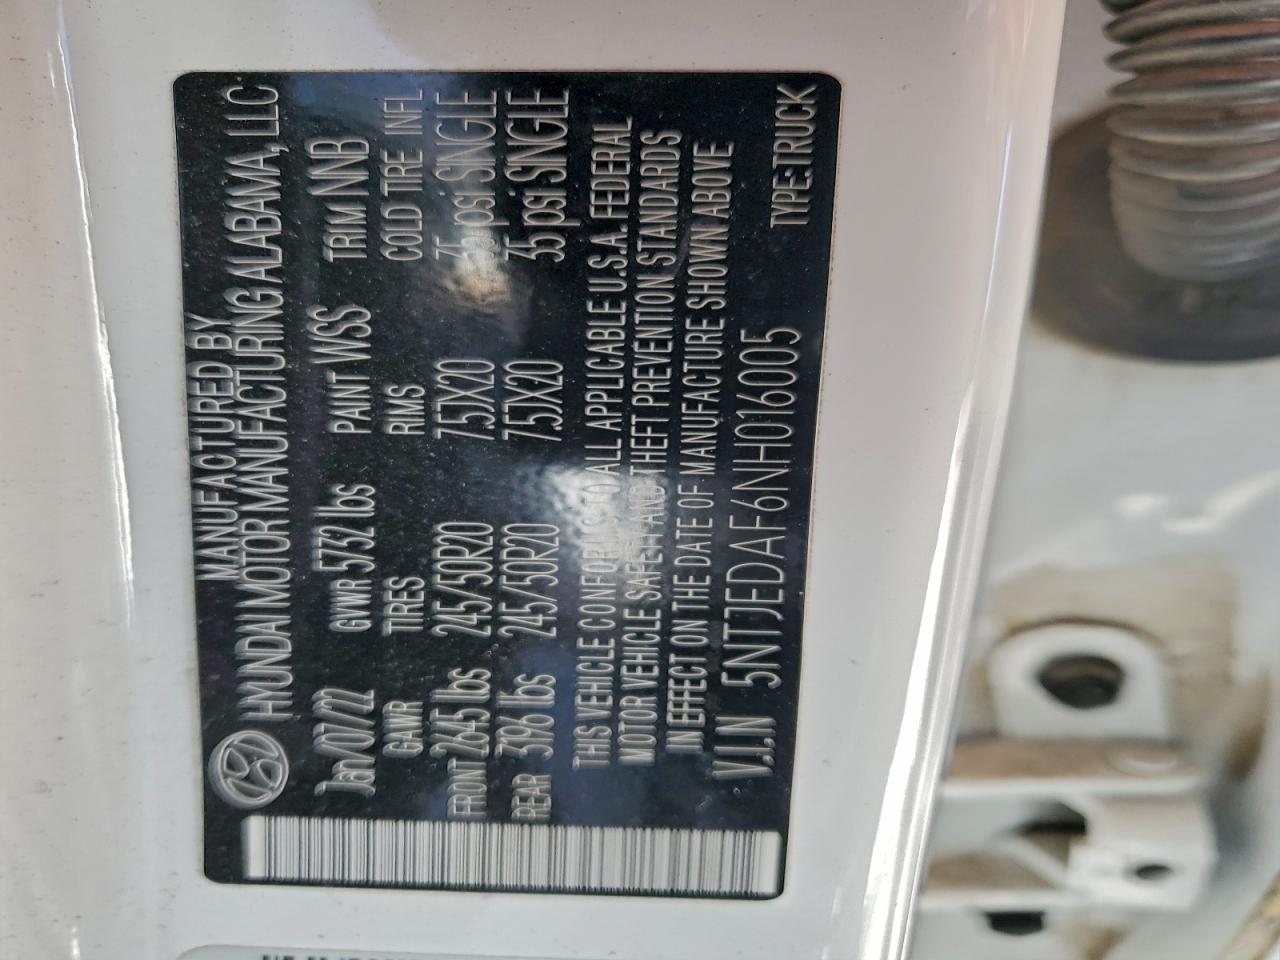 MANUFACTURED BY
HYUNDAI MOTOR MANUFACTURING ALABAMA, LLC
Jan/07/22 GVWR 5732 lbs PAINT WSS TRIM NNB
GAWR TIRES RIMS COLD TIRE INFL
FRONT 2645 lbs 245/50R20 7.5JX20 35 psi SINGLE
REAR 3196 lbs 245/50R20 7.5JX20 35 psi SINGLE
THIS VEHICLE CONFORMS TO ALL APPLICABLE U.S.A. FEDERAL
MOTOR VEHICLE SAFETY AND THEFT PREVENTION STANDARDS
IN EFFECT ON THE DATE OF MANUFACTURE SHOWN ABOVE
V.I.N 5NTJEDAF6NH016005
TYPE:TRUCK